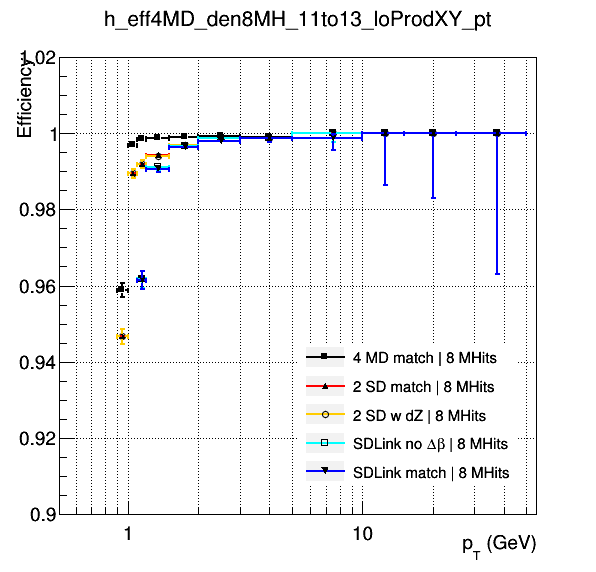 h_eff4MD_den8MH_11to13_loProdXY_pt
Efficiency
1.02
1
0.98
0.96
0.94
0.92
0.9
4 MD match | 8 MHits
2 SD match | 8 MHits
2 SD w dZ | 8 MHits
SDLink no Δβ | 8 MHits
SDLink match | 8 MHits
1
10
p_T (GeV)